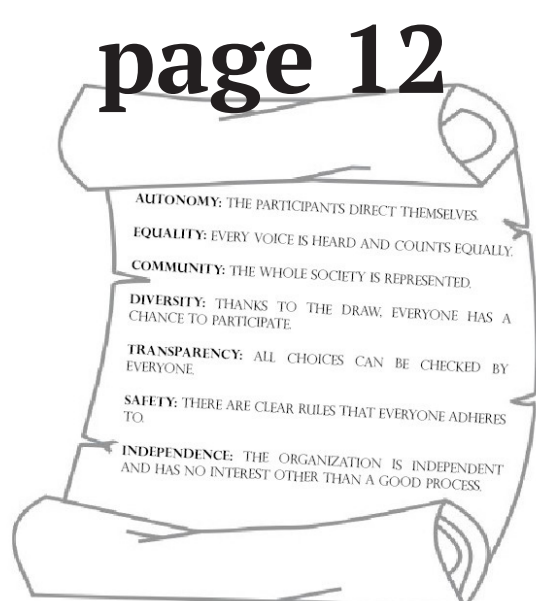 page 12
AUTONOMY: THE PARTICIPANTS DIRECT THEMSELVES.
EQUALITY: EVERY VOICE IS HEARD AND COUNTS EQUALLY.
COMMUNITY: THE WHOLE SOCIETY IS REPRESENTED.
DIVERSITY: THANKS TO THE DRAW, EVERYONE HAS A
CHANCE TO PARTICIPATE.
TRANSPARENCY: ALL CHOICES CAN BE CHECKED BY
EVERYONE.
SAFETY: THERE ARE CLEAR RULES THAT EVERYONE ADHERES
TO.
INDEPENDENCE: THE ORGANIZATION IS INDEPENDENT
AND HAS NO INTEREST OTHER THAN A GOOD PROCESS.